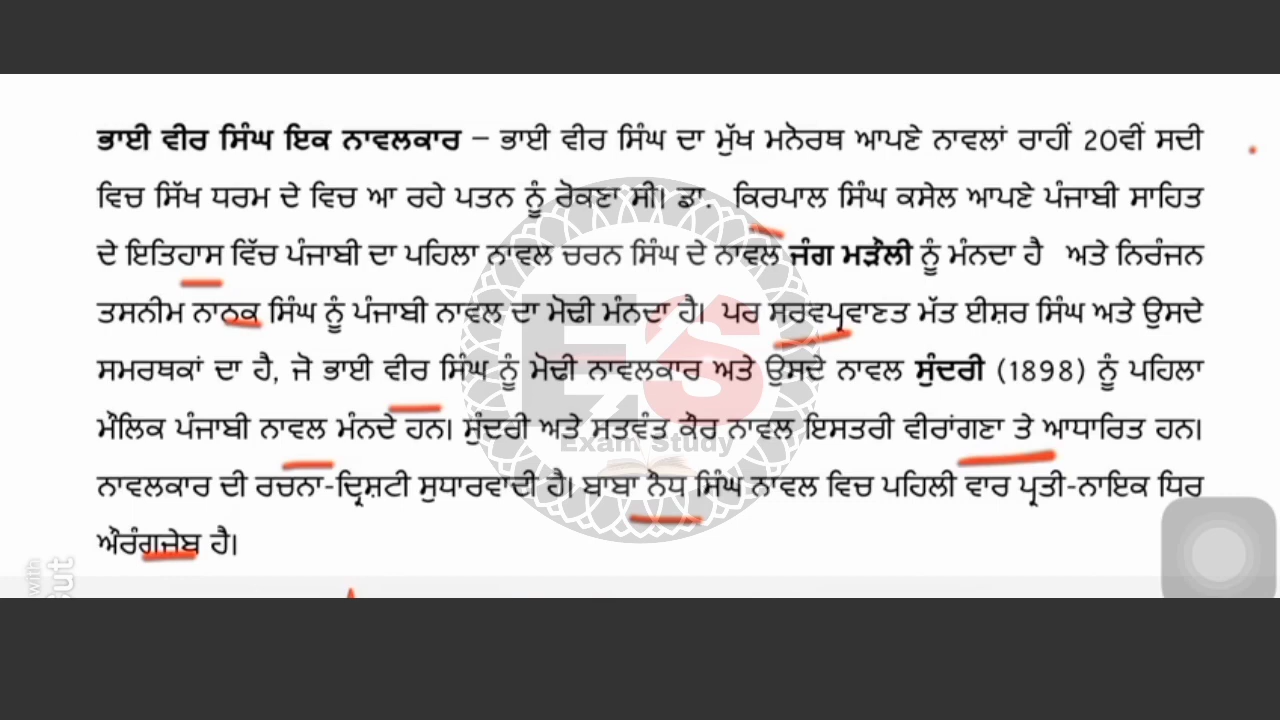 ਭਾਈ ਵੀਰ ਸਿੰਘ ਇਕ ਨਾਵਲਕਾਰ – ਭਾਈ ਵੀਰ ਸਿੰਘ ਦਾ ਮੁੱਖ ਮਨੋਰਥ ਆਪਣੇ ਨਾਵਲਾਂ ਰਾਹੀਂ 20ਵੀਂ ਸਦੀ
ਵਿਚ ਸਿੱਖ ਧਰਮ ਦੇ ਵਿਚ ਆ ਰਹੇ ਪਤਨ ਨੂੰ ਰੋਕਣਾ ਸੀ। ਡਾ. ਕਿਰਪਾਲ ਸਿੰਘ ਕਸੇਲ ਆਪਣੇ ਪੰਜਾਬੀ ਸਾਹਿਤ
ਦੇ ਇਤਿਹਾਸ ਵਿੱਚ ਪੰਜਾਬੀ ਦਾ ਪਹਿਲਾ ਨਾਵਲ ਚਰਨ ਸਿੰਘ ਦੇ ਨਾਵਲ ਜੰਗ ਮੜੌਲੀ ਨੂੰ ਮੰਨਦਾ ਹੈ ਅਤੇ ਨਿਰੰਜਨ
ਤਸਨੀਮ ਨਾਨਕ ਸਿੰਘ ਨੂੰ ਪੰਜਾਬੀ ਨਾਵਲ ਦਾ ਮੋਢੀ ਮੰਨਦਾ ਹੈ। ਪਰ ਸਰਵਪ੍ਰਵਾਣਤ ਮੱਤ ਈਸ਼ਰ ਸਿੰਘ ਅਤੇ ਉਸਦੇ
ਸਮਰਥਕਾਂ ਦਾ ਹੈ, ਜੋ ਭਾਈ ਵੀਰ ਸਿੰਘ ਨੂੰ ਮੋਢੀ ਨਾਵਲਕਾਰ ਅਤੇ ਉਸਦੇ ਨਾਵਲ ਸੁੰਦਰੀ (1898) ਨੂੰ ਪਹਿਲਾ
ਮੌਲਿਕ ਪੰਜਾਬੀ ਨਾਵਲ ਮੰਨਦੇ ਹਨ। ਸੁੰਦਰੀ ਅਤੇ ਸਤਵੰਤ ਕੌਰ ਨਾਵਲ ਇਸਤਰੀ ਵੀਰਾਂਗਣਾ ਤੇ ਆਧਾਰਿਤ ਹਨ।
Exam Study
ਨਾਵਲਕਾਰ ਦੀ ਰਚਨਾ-ਦ੍ਰਿਸ਼ਟੀ ਸੁਧਾਰਵਾਦੀ ਹੈ। ਬਾਬਾ ਨੋਧ ਸਿੰਘ ਨਾਵਲ ਵਿਚ ਪਹਿਲੀ ਵਾਰ ਪ੍ਰਤੀ-ਨਾਇਕ ਧਿਰ
ਔਰੰਗਜੇਬ ਹੈ।
with